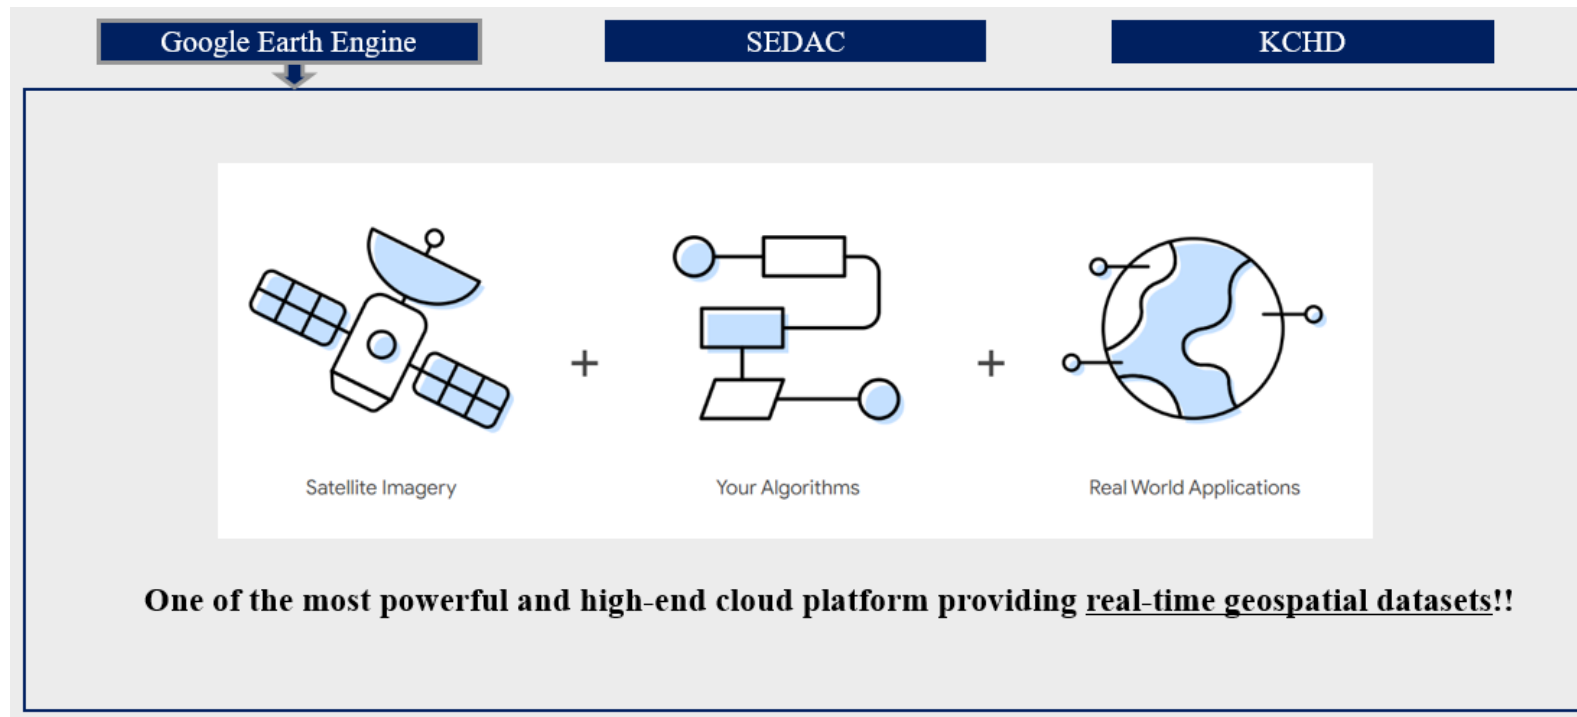 Google Earth Engine
SEDAC
KCHD
Satellite Imagery
Your Algorithms
Real World Applications
One of the most powerful and high-end cloud platform providing real-time geospatial datasets!!